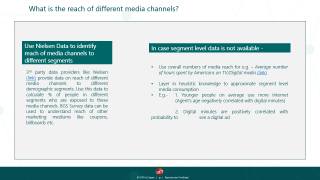 What is the reach of different media channels?
Use Nielsen Data to identify
reach of media channels to
different segments
3rd party data providers like Nielsen
(link) provide data on reach of different
media channels to different
demographic segments. Use this data to
calculate % of people in different
segments who are exposed to these
media channels. BCG Survey data can be
used to understand reach of other
marketing mediums like coupons,
billboards etc.
In case segment level data is not available -
• Use overall numbers of media reach for e.g. - Average number
of hours spend by Americans on TV/Digital media (link)
• Layer in heuristic knowledge to approximate segment level
media consumption
• E.g.- 1. Younger people on average use more internet
(Agent's age negatively correlated with digital minutes)
2. Digital minutes are positively correlated with
probability to see a digital ad